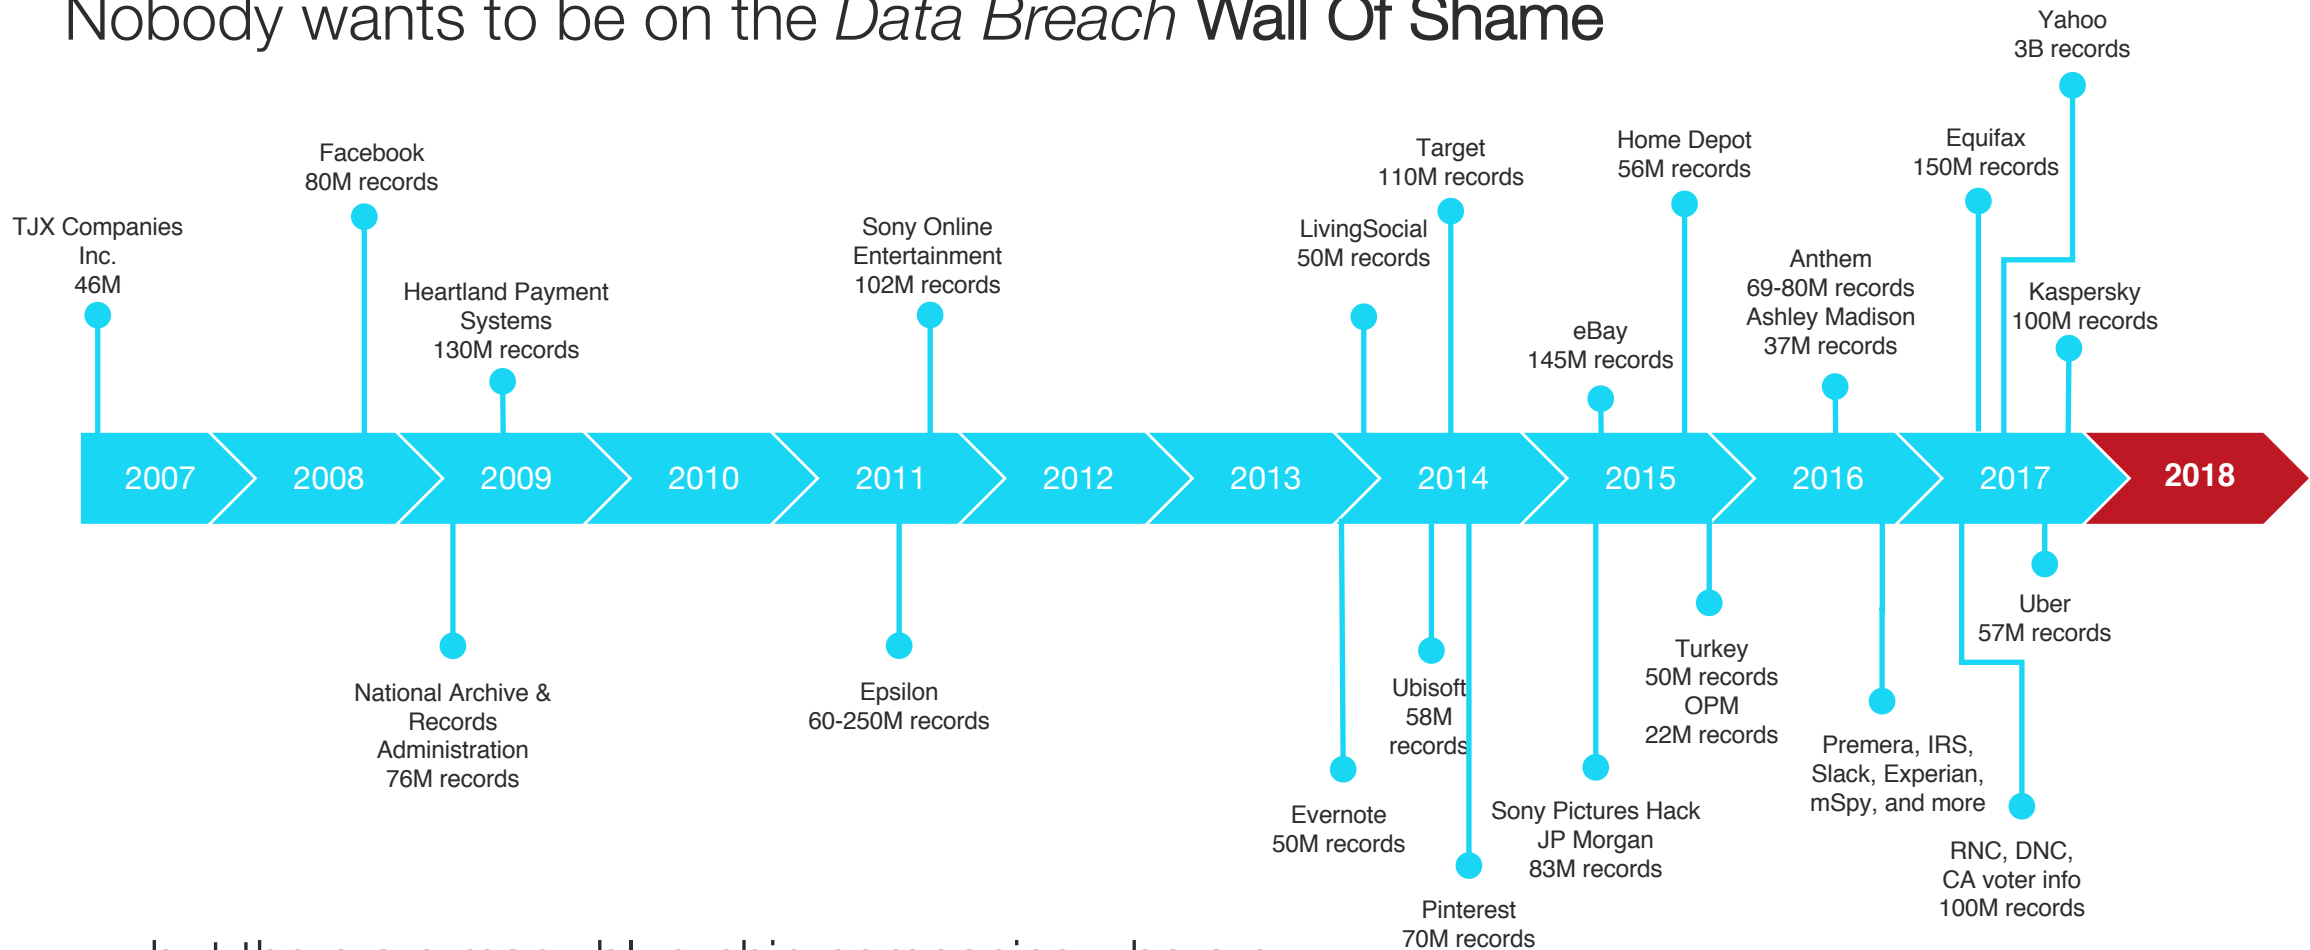 Nobody wants to be on the Data Breach Wall Of Shame
Yahoo
3B records
Facebook
80M records
Target
110M records
Home Depot
56M records
Equifax
150M records
TJX Companies
Inc.
46M
Sony Online
Entertainment
102M records
LivingSocial
50M records
Heartland Payment
Systems
130M records
Anthem
69-80M records
Ashley Madison
37M records
Kaspersky
100M records
eBay
145M records
2007
2008
2009
2010
2011
2012
2013
2014
2015
2016
2017
2018
National Archive &
Records
Administration
76M records
Epsilon
60-250M records
Evernote
50M records
Ubisoft
58M
records
Pinterest
70M records
Sony Pictures Hack
JP Morgan
83M records
Turkey
50M records
OPM
22M records
Premera, IRS,
Slack, Experian,
mSpy, and more
Uber
57M records
RNC, DNC,
CA voter info
100M records